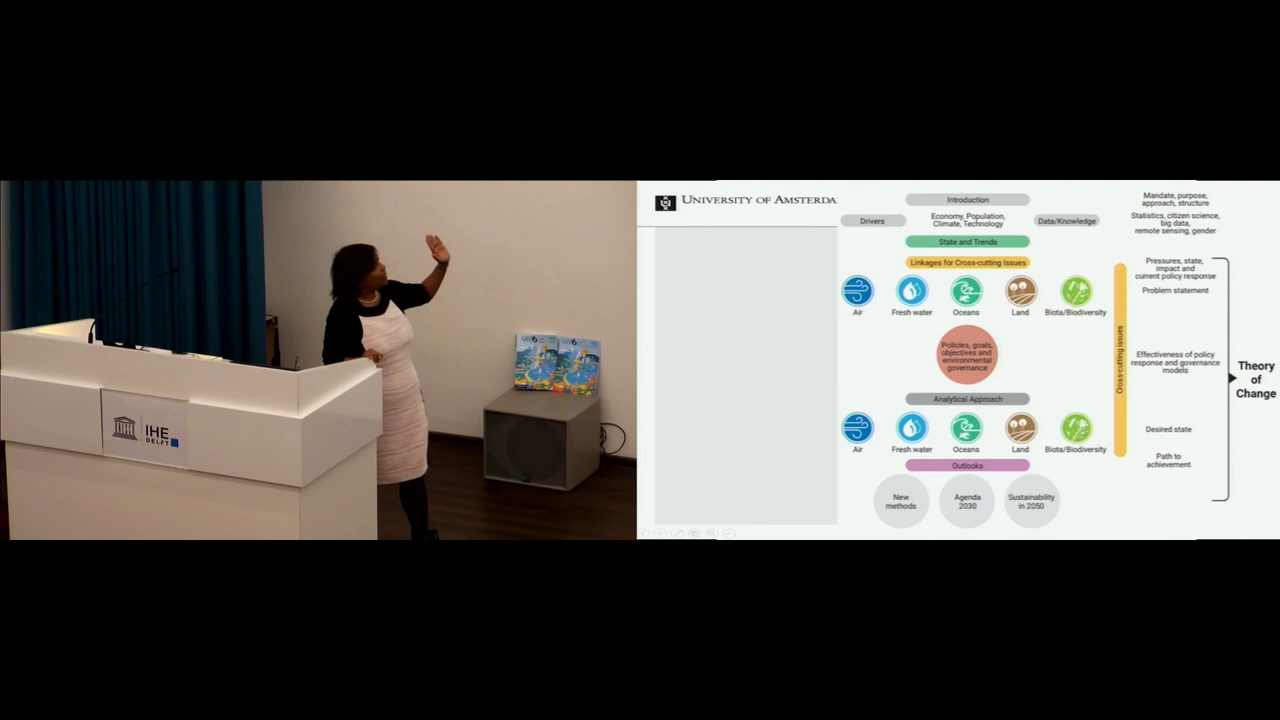 GEO6
IHE
DELFT
UNIVERSITY OF AMSTERDA
Introduction
Mandate, purpose,
approach, structure
Drivers
Economy, Population,
Climate, Technology
Data/Knowledge
Statistics, citizen science,
big data,
remote sensing, gender
State and Trends
Linkages for Cross-cutting Issues
Pressures, state,
impact and
current policy response
Problem statement
Air
Fresh water
Oceans
Land
Biota/Biodiversity
Cross-cutting issues
Policies, goals,
objectives and
environmental
governance
Effectiveness of policy
response and governance
models
Theory
of
Change
Analytical Approach
Desired state
Air
Fresh water
Oceans
Land
Biota/Biodiversity
Path to
achievement
Outlooks
New
methods
Agenda
2030
Sustainability
in 2050